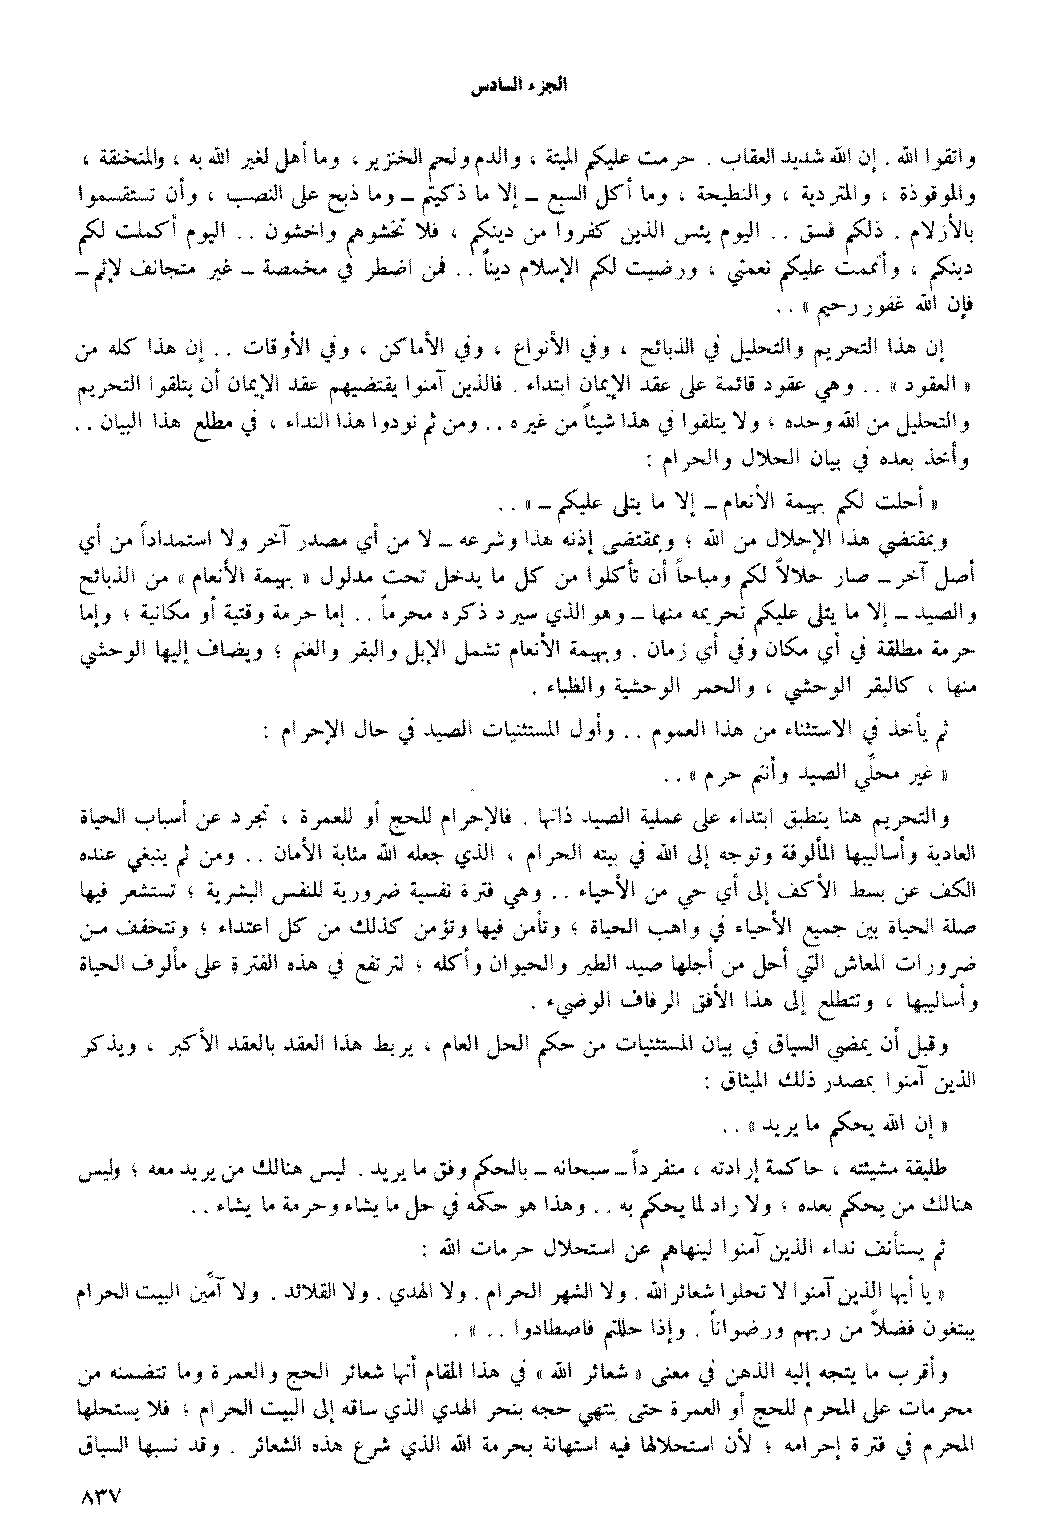 الجزء السادس
واتقوا الله . إن الله شديد العقاب . حرمت عليكم الميتة ، والدم ولحم الخنزير ، وما أهل لغير الله به ، والمنخنقة ،
والموقوذة ، والمتردية ، والنطيحة ، وما أكل السبع – إلا ما ذكيتم – وما ذبح على النصب ، وأن تستقسموا
بالأزلام . ذلكم فسق .. اليوم يئس الذين كفروا من دينكم ، فلا تخشوهم واخشون .. اليوم أكملت لكم
دينكم ، وأتممت عليكم نعمتي ، ورضيت لكم الإسلام ديناً .. فمن اضطر في مخمصة – غير متجانف لإثم –
فإن الله غفور رحيم » ..
إن هذا التحريم والتحليل في الذبائح ، وفي الأنواع ، وفي الأماكن ، وفي الأوقات .. إن هذا كله من
« العقود » .. وهي عقود قائمة على عقد الإيمان ابتداء . فالذين آمنوا يقتضيهم عقد الإيمان أن يتلقوا التحريم
والتحليل من الله وحده ؛ ولا يتلقوا في هذا شيئاً من غيره .. ومن ثم نودوا هذا النداء ، في مطلع هذا البيان ..
وأخذ بعده في بيان الحلال والحرام :
« أحلت لكم بهيمة الأنعام – إلا ما يتلى عليكم – » ..
وبمقتضي هذا الإحلال من الله ؛ وبمقتضى إذنه هذا وشرعه – لا من أي مصدر آخر ولا استمداداً من أي
أصل آخر – صار حلالاً لكم ومباحاً أن تأكلوا من كل ما يدخل تحت مدلول « بهيمة الأنعام » من الذبائح
والصيد – إلا ما يتلى عليكم تحريمه منها – وهو الذي سيرد ذكره محرماً .. إما حرمة وقتية أو مكانية ؛ وإما
حرمة مطلقة في أي مكان وفي أي زمان . وبهيمة الأنعام تشمل الإبل والبقر والغنم ؛ ويضاف إليها الوحشي
منها ، كالبقر الوحشي ، والحمر الوحشية والظباء .
ثم يأخذ في الاستثناء من هذا العموم .. وأول المستثنيات الصيد في حال الإحرام :
« غير محلّي الصيد وأنتم حرم » ..
والتحريم هنا ينطبق ابتداء على عملية الصيد ذاتها . فالإحرام للحج أو للعمرة ، تجرد عن أسباب الحياة
العادية وأساليبها المألوفة وتوجه إلى الله في بيته الحرام ، الذي جعله الله مثابة الأمان .. ومن ثم ينبغي عنده
الكف عن بسط الأكف إلى أي حي من الأحياء .. وهي فترة نفسية ضرورية للنفس البشرية ؛ تستشعر فيها
صلة الحياة بين جميع الأحياء في واهب الحياة ؛ وتأمن فيها وتؤمن كذلك من كل اعتداء ؛ وتتخفف من
ضرورات المعاش التي أحل من أجلها صيد الطير والحيوان وأكله ؛ لترتفع في هذه الفترة على مألوف الحياة
وأساليبها ، وتتطلع إلى هذا الأفق الرفاف الوضيء .
وقبل أن يمضي السياق في بيان المستثنيات من حكم الحل العام ، يربط هذا العقد بالعقد الأكبر ، ويذكر
الذين آمنوا بمصدر ذلك الميثاق :
« إن الله يحكم ما يريد » ..
طليقة مشيئته ، حاكمة إرادته ، متفرداً – سبحانه – بالحكم وفق ما يريد . ليس هنالك من يريد معه ؛ وليس
هنالك من يحكم بعده ؛ ولا راد لما يحكم به .. وهذا هو حكمه في حل ما يشاء وحرمة ما يشاء ..
ثم يستأنف نداء الذين آمنوا لينهاهم عن استحلال حرمات الله :
« يا أيها الذين آمنوا لا تحلوا شعائر الله . ولا الشهر الحرام . ولا الهدي . ولا القلائد . ولا آمّين البيت الحرام
يبتغون فضلاً من ربهم ورضواناً . وإذا حللتم فاصطادوا .. » .
وأقرب ما يتجه إليه الذهن في معنى « شعائر الله » في هذا المقام أنها شعائر الحج والعمرة وما تتضمنه من
محرمات على المحرم للحج أو العمرة حتى ينتهي حجه بنحر الهدي الذي ساقه إلى البيت الحرام ؛ فلا يستحلها
المحرم في فترة إحرامه ؛ لأن استحلالها فيه استهانة بحرمة الله الذي شرع هذه الشعائر . وقد نسبها السياق
٨٣٧